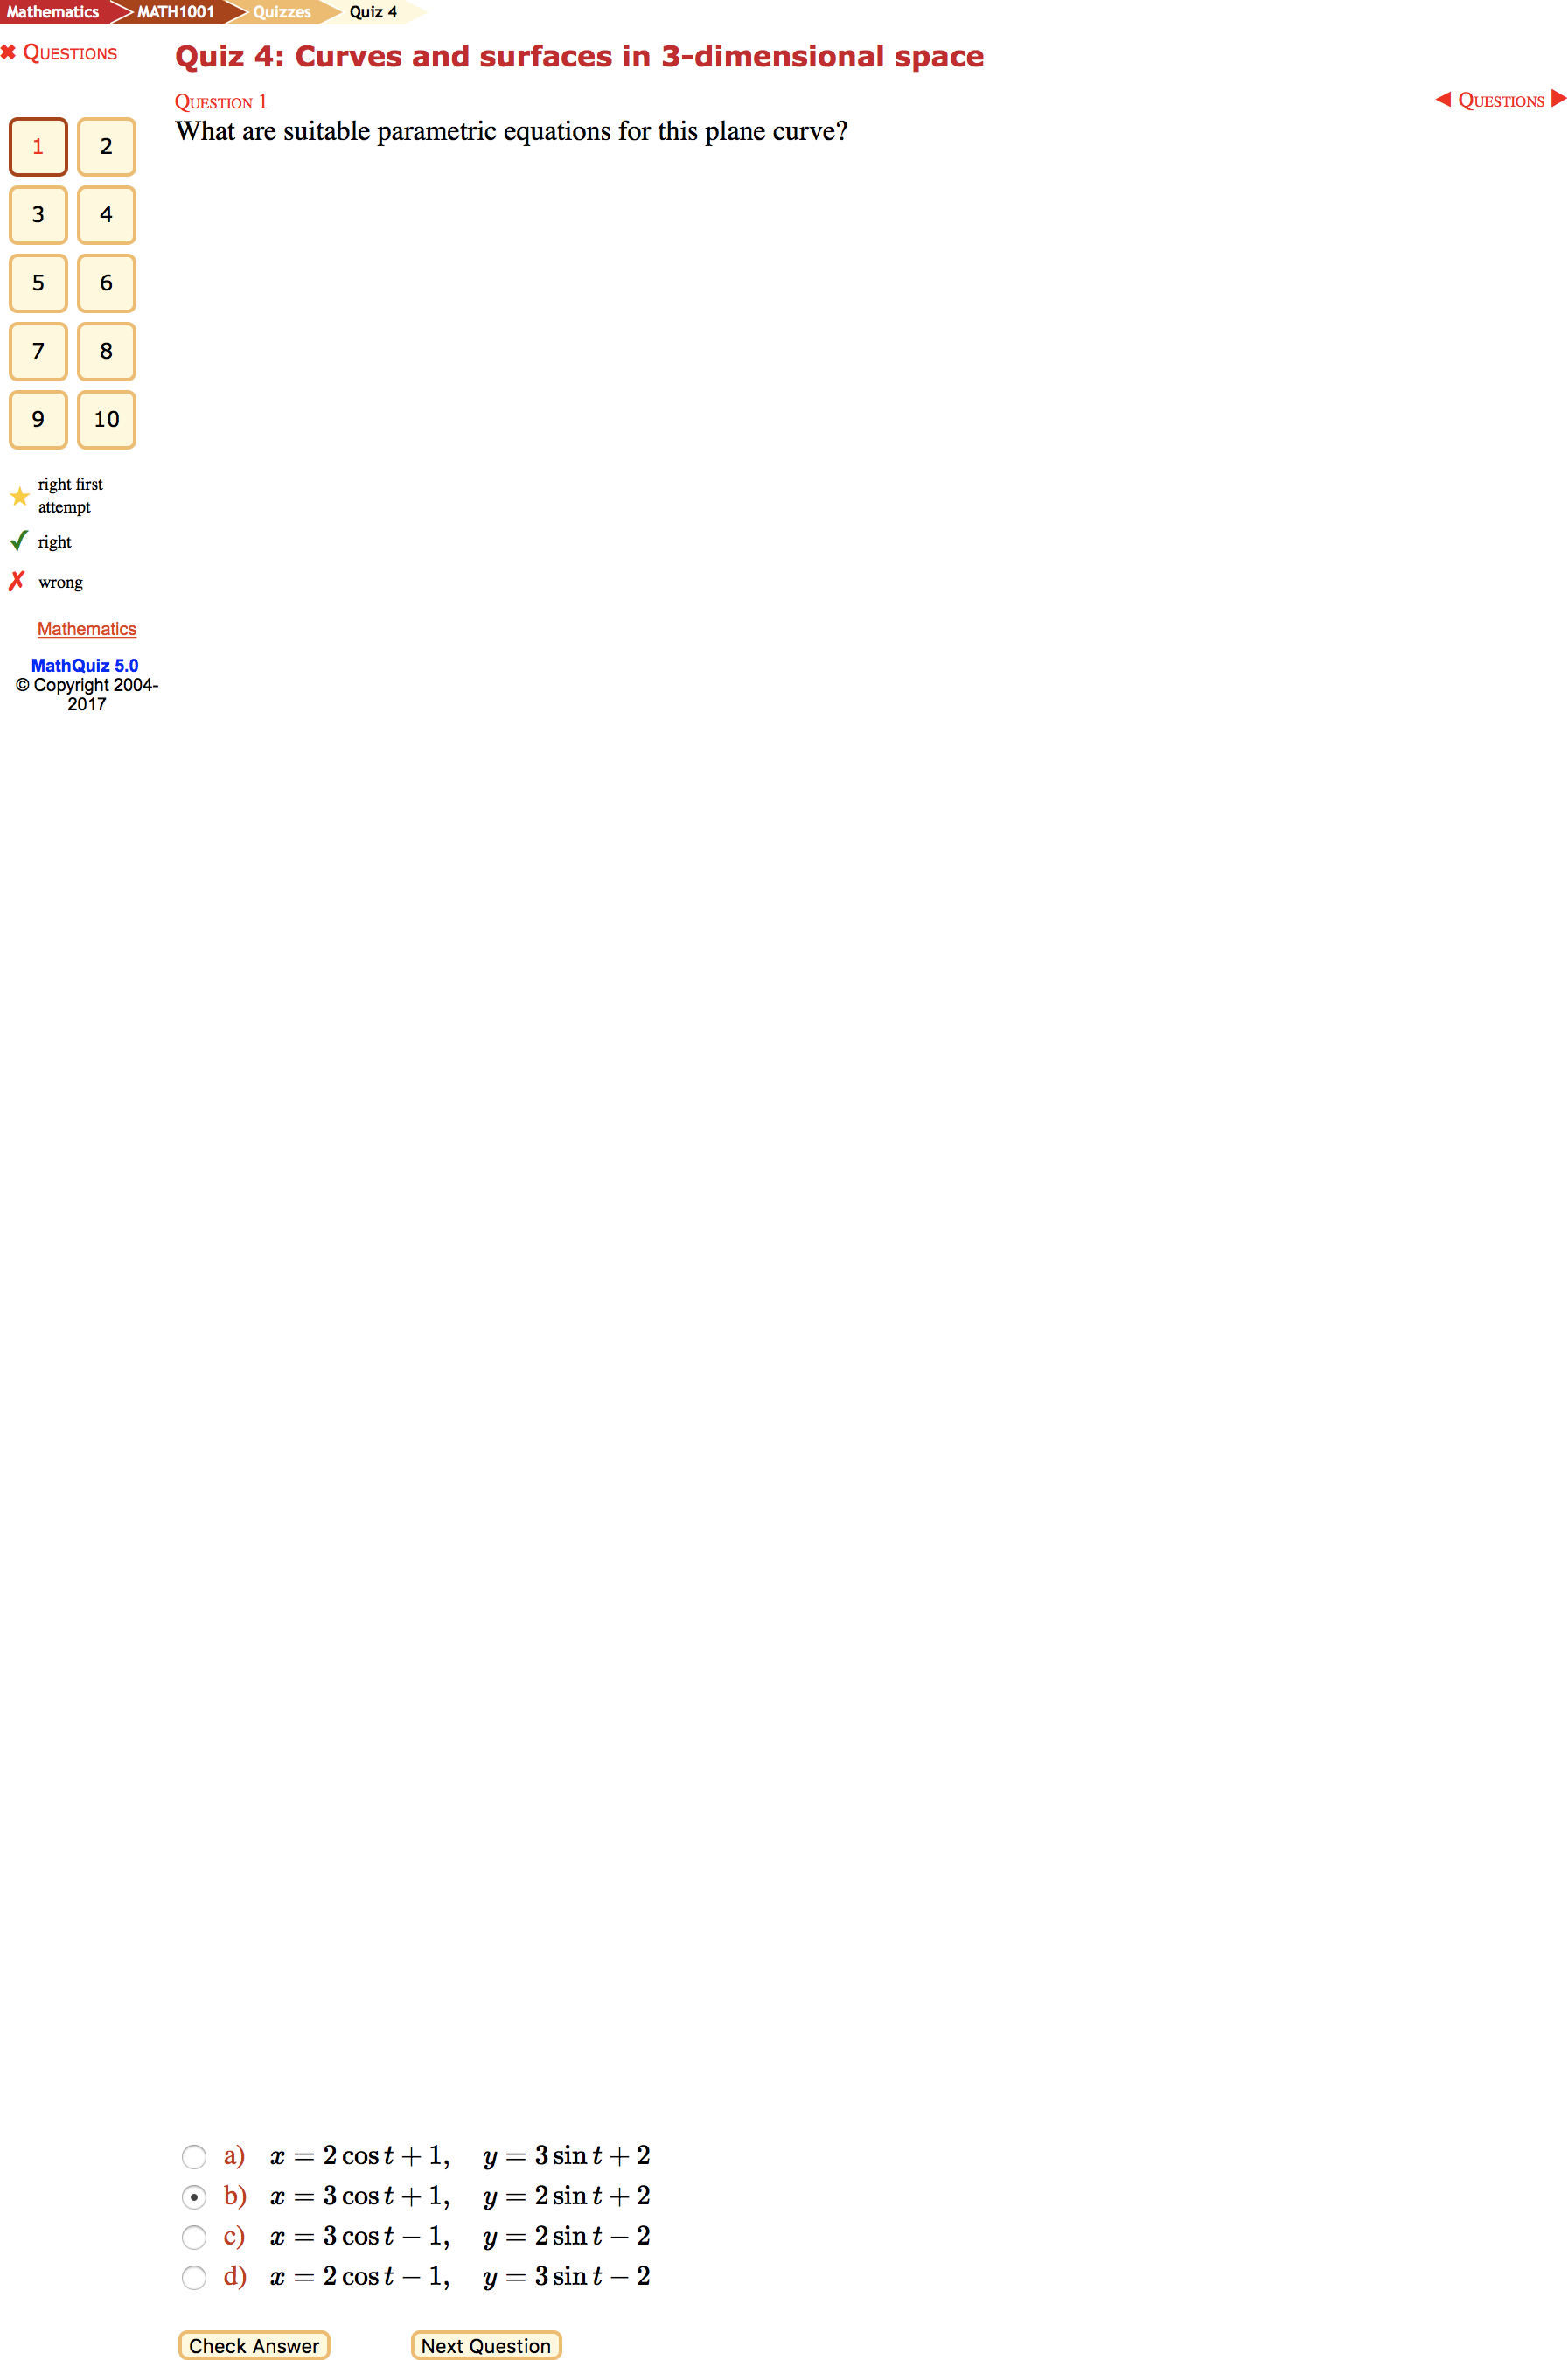 Mathematics MATH1001 Quizzes Quiz 4
✖ QUESTIONS
Quiz 4: Curves and surfaces in 3-dimensional space
QUESTION 1
◀ QUESTIONS ▶
What are suitable parametric equations for this plane curve?
1 2
3 4
5 6
7 8
9 10
right first
attempt
right
wrong
Mathematics
MathQuiz 5.0
© Copyright 2004-
2017
a) x = 2 cos t + 1, y = 3 sin t + 2
b) x = 3 cos t + 1, y = 2 sin t + 2
c) x = 3 cos t − 1, y = 2 sin t − 2
d) x = 2 cos t − 1, y = 3 sin t − 2
Check Answer Next Question